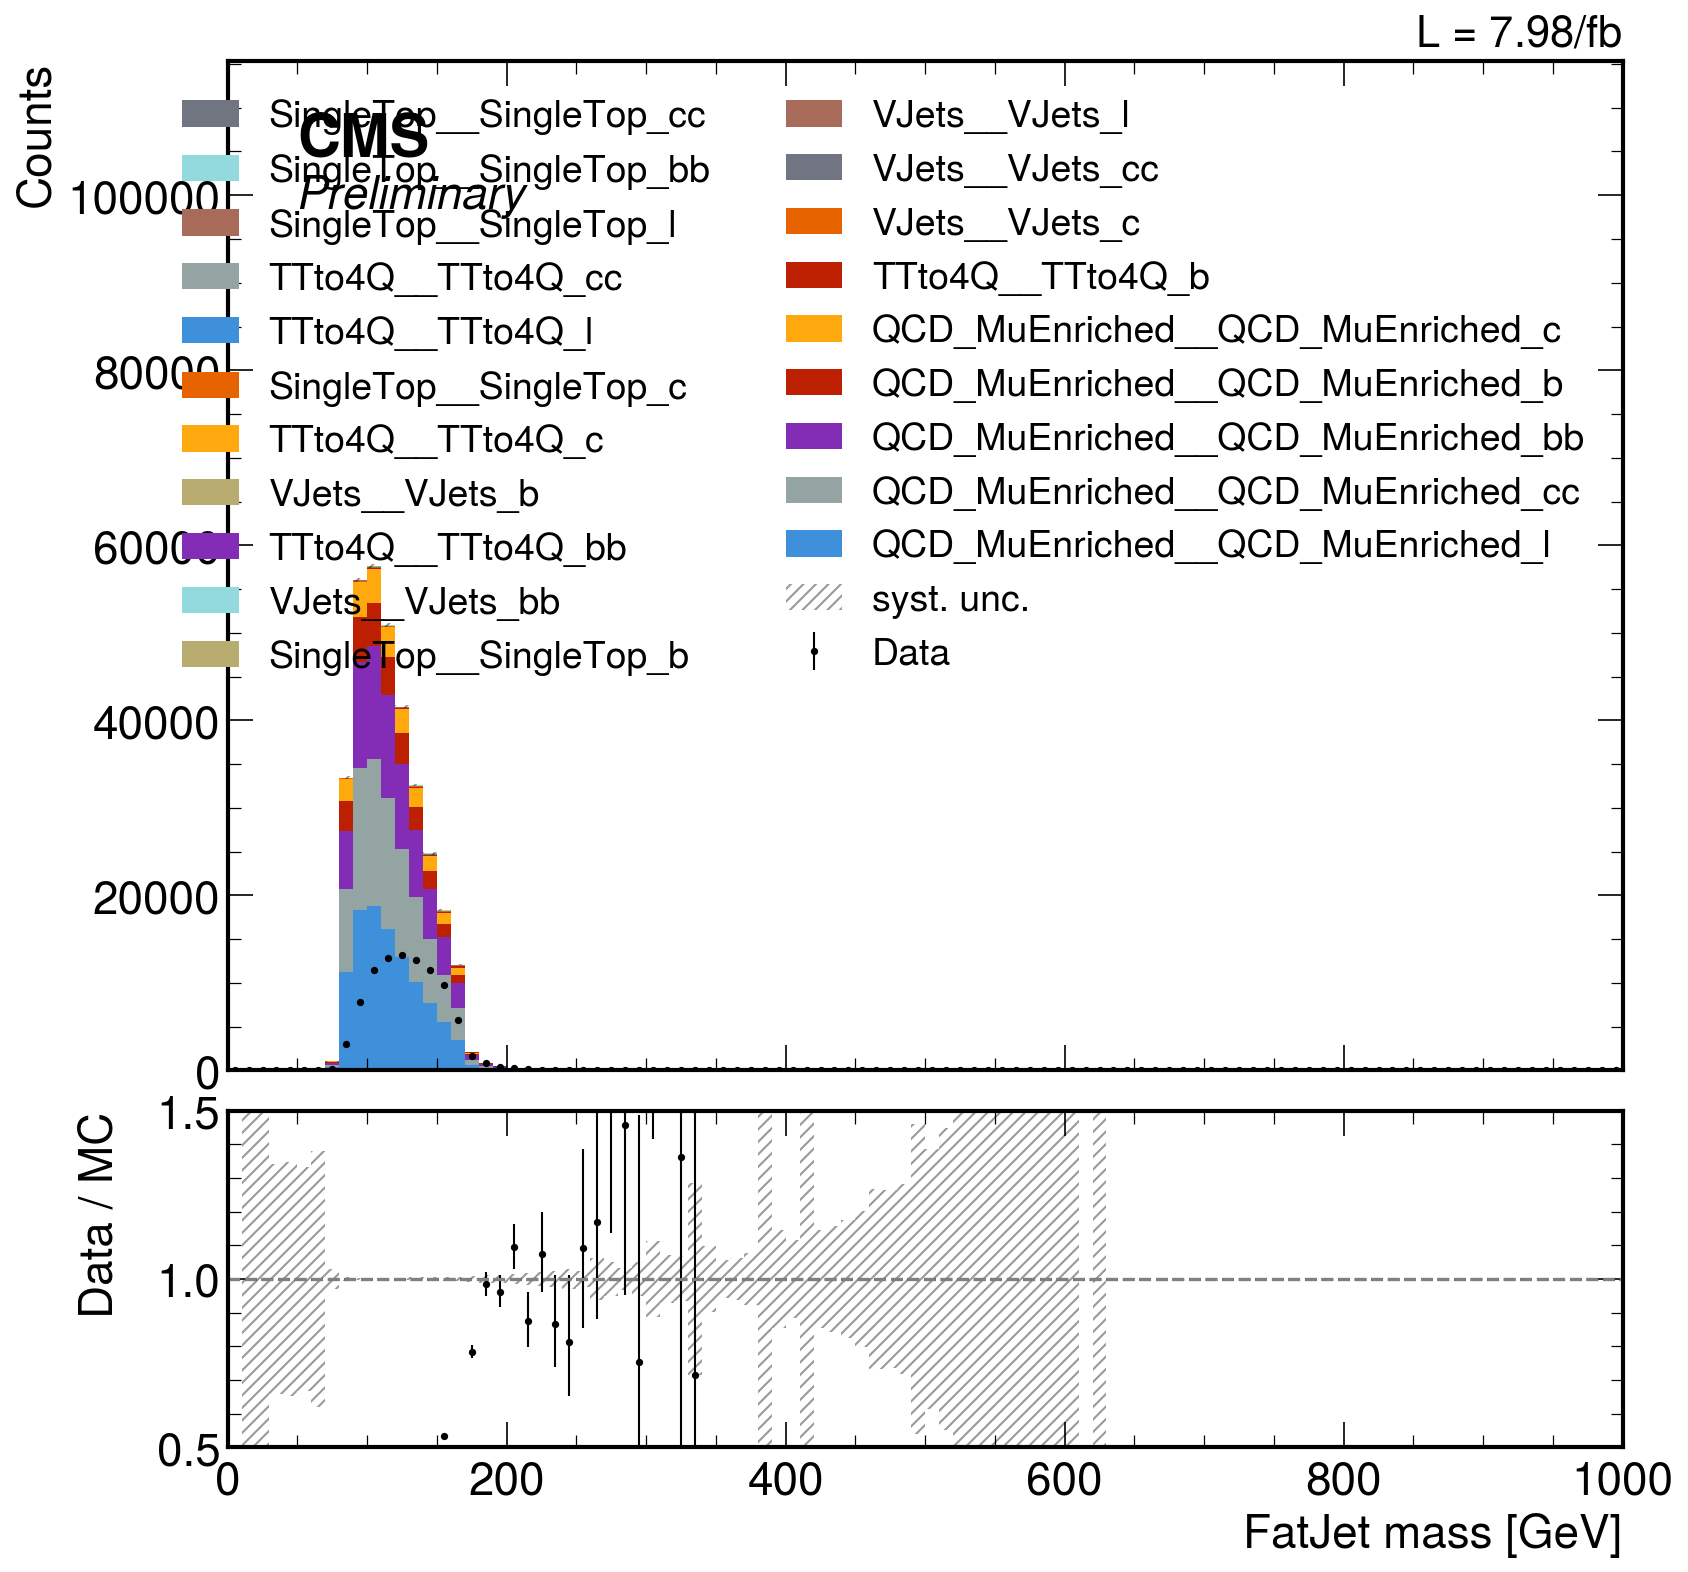 L = 7.98/fb
Counts
CMS
Preliminary
SingleTop__SingleTop_cc
SingleTop__SingleTop_bb
SingleTop__SingleTop_l
TTto4Q__TTto4Q_cc
TTto4Q__TTto4Q_l
SingleTop__SingleTop_c
TTto4Q__TTto4Q_c
VJets__VJets_b
TTto4Q__TTto4Q_bb
VJets__VJets_bb
SingleTop__SingleTop_b
VJets__VJets_l
VJets__VJets_cc
VJets__VJets_c
TTto4Q__TTto4Q_b
QCD_MuEnriched__QCD_MuEnriched_c
QCD_MuEnriched__QCD_MuEnriched_b
QCD_MuEnriched__QCD_MuEnriched_bb
QCD_MuEnriched__QCD_MuEnriched_cc
QCD_MuEnriched__QCD_MuEnriched_l
syst. unc.
Data
100000
80000
60000
40000
20000
0
Data / MC
1.5
1.0
0.5
0 200 400 600 800 1000
FatJet mass [GeV]